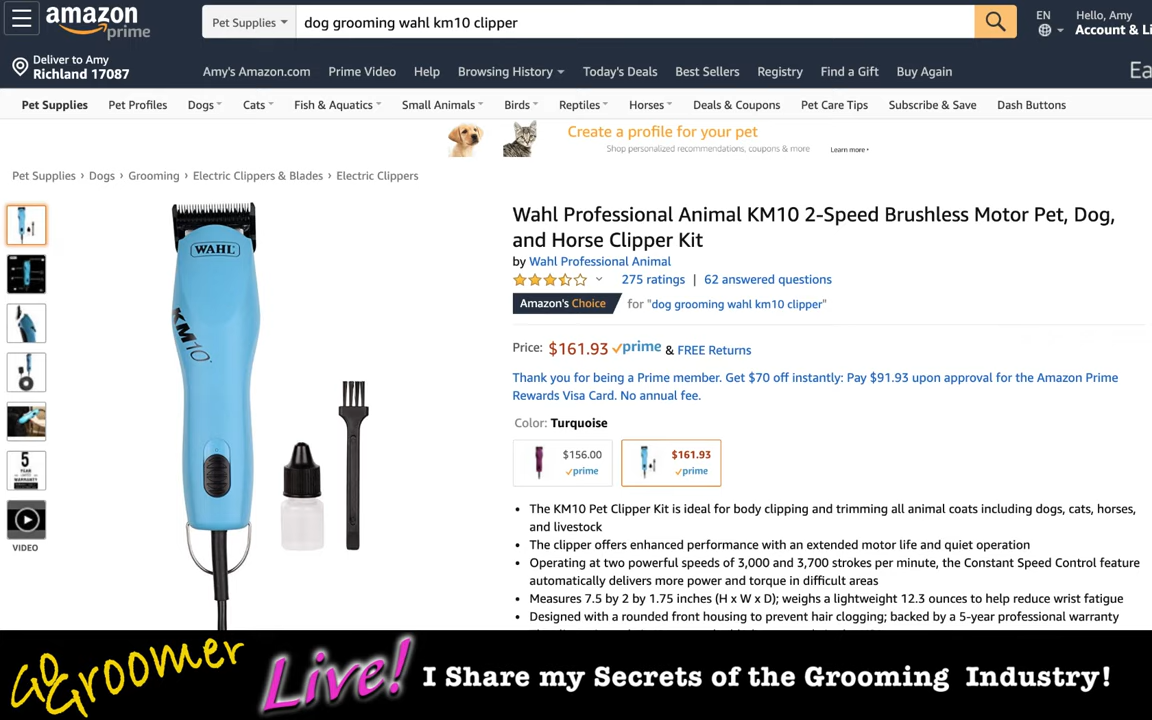 amazon
prime
Pet Supplies
dog grooming wahl km10 clipper
EN
Hello, Amy
Account & Li
Deliver to Amy
Richland 17087
Amy's Amazon.com
Prime Video
Help
Browsing History
Today's Deals
Best Sellers
Registry
Find a Gift
Buy Again
Ea
Pet Supplies
Pet Profiles
Dogs
Cats
Fish & Aquatics
Small Animals
Birds
Reptiles
Horses
Deals & Coupons
Pet Care Tips
Subscribe & Save
Dash Buttons
Create a profile for your pet
Shop personalized recommendations, coupons & more
Learn more
Pet Supplies › Dogs › Grooming › Electric Clippers & Blades › Electric Clippers
WAHL
KM10
5
YEAR
WARRANTY
VIDEO
Wahl Professional Animal KM10 2-Speed Brushless Motor Pet, Dog,
and Horse Clipper Kit
by Wahl Professional Animal
275 ratings | 62 answered questions
Amazon's Choice for "dog grooming wahl km10 clipper"
Price: $161.93 prime & FREE Returns
Thank you for being a Prime member. Get $70 off instantly: Pay $91.93 upon approval for the Amazon Prime
Rewards Visa Card. No annual fee.
Color: Turquoise
$156.00
prime
$161.93
prime
• The KM10 Pet Clipper Kit is ideal for body clipping and trimming all animal coats including dogs, cats, horses,
and livestock
• The clipper offers enhanced performance with an extended motor life and quiet operation
• Operating at two powerful speeds of 3,000 and 3,700 strokes per minute, the Constant Speed Control feature
automatically delivers more power and torque in difficult areas
• Measures 7.5 by 2 by 1.75 inches (H x W x D); weighs a lightweight 12.3 ounces to help reduce wrist fatigue
• Designed with a rounded front housing to prevent hair clogging; backed by a 5-year professional warranty
GoGroomer Live! I Share my Secrets of the Grooming Industry!